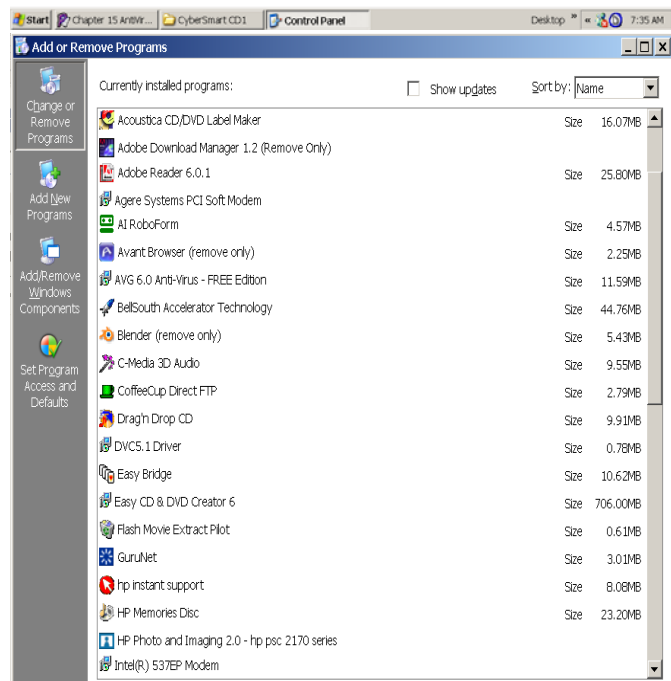 Start Chapter 15 AntiVir... CyberSmart CD1 Control Panel Desktop » « 7:35 AM
Add or Remove Programs
Currently installed programs: Show updates Sort by: Name
Change or
Remove
Programs
Add New
Programs
Add/Remove
Windows
Components
Set Program
Access and
Defaults
Acoustica CD/DVD Label Maker Size 16.07MB
Adobe Download Manager 1.2 (Remove Only)
Adobe Reader 6.0.1 Size 25.80MB
Agere Systems PCI Soft Modem
AI RoboForm Size 4.57MB
Avant Browser (remove only) Size 2.25MB
AVG 6.0 Anti-Virus - FREE Edition Size 11.59MB
BellSouth Accelerator Technology Size 44.76MB
Blender (remove only) Size 5.43MB
C-Media 3D Audio Size 9.55MB
CoffeeCup Direct FTP Size 2.79MB
Drag'n Drop CD Size 9.91MB
DVC5.1 Driver Size 0.78MB
Easy Bridge Size 10.62MB
Easy CD & DVD Creator 6 Size 706.00MB
Flash Movie Extract Pilot Size 0.61MB
GuruNet Size 3.01MB
hp instant support Size 8.08MB
HP Memories Disc Size 23.20MB
HP Photo and Imaging 2.0 - hp psc 2170 series
Intel(R) 537EP Modem